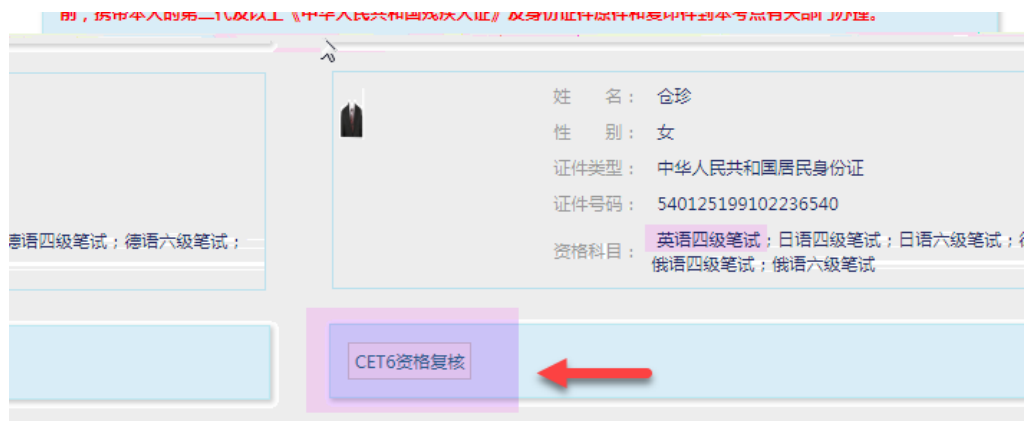 前，携带本人的第二代及以上《中华人民共和国残疾人证》及身份证件原件和复印件到本考点有关部门办理。
德语四级笔试；德语六级笔试；
姓 名： 仓珍
性 别： 女
证件类型： 中华人民共和国居民身份证
证件号码： 540125199102236540
资格科目： 英语四级笔试；日语四级笔试；日语六级笔试；
俄语四级笔试；俄语六级笔试
CET6资格复核